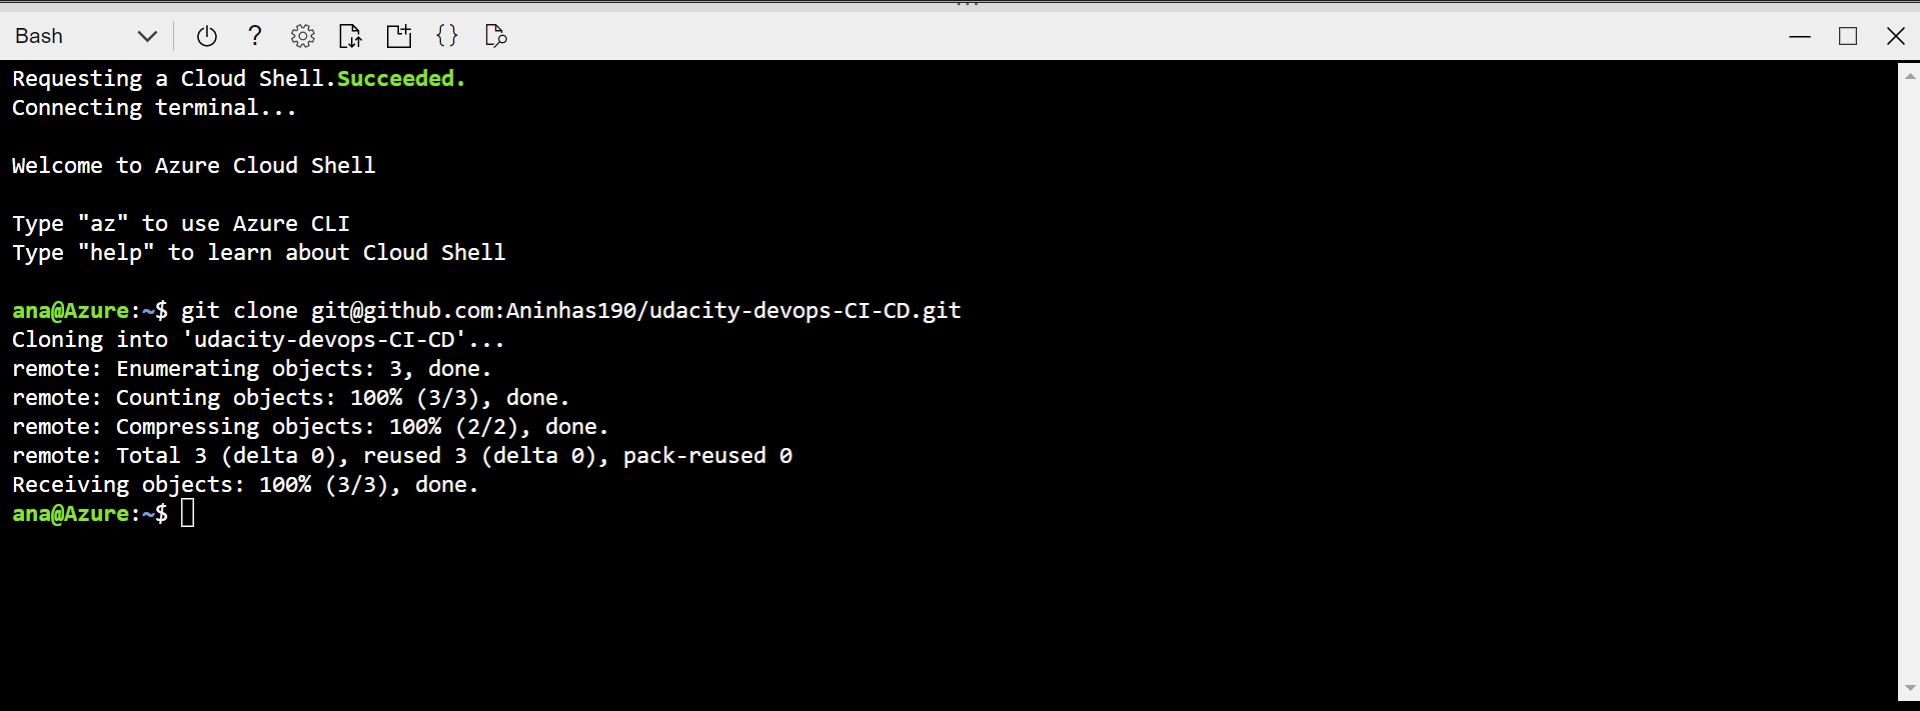 Bash
Requesting a Cloud Shell.Succeeded.
Connecting terminal...
Welcome to Azure Cloud Shell
Type "az" to use Azure CLI
Type "help" to learn about Cloud Shell
ana@Azure:~$ git clone git@github.com:Aninhas190/udacity-devops-CI-CD.git
Cloning into 'udacity-devops-CI-CD'...
remote: Enumerating objects: 3, done.
remote: Counting objects: 100% (3/3), done.
remote: Compressing objects: 100% (2/2), done.
remote: Total 3 (delta 0), reused 3 (delta 0), pack-reused 0
Receiving objects: 100% (3/3), done.
ana@Azure:~$